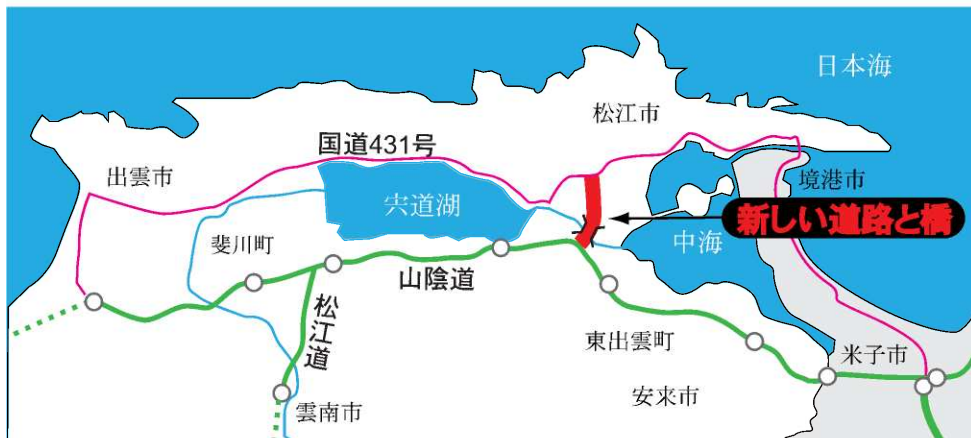 日本海
松江市
国道431号
出雲市
境港市
宍道湖
新しい道路と橋
中海
斐川町
山陰道
松江道
東出雲町
米子市
安来市
雲南市